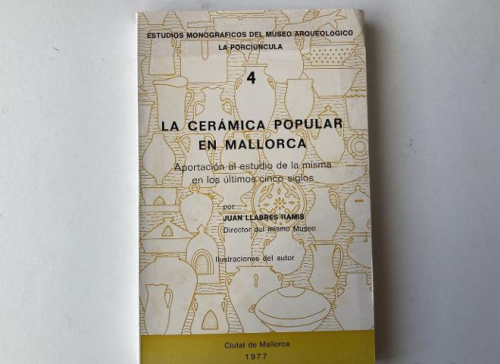 ESTUDIOS MONOGRAFICOS DEL MUSEO ARQUEOLOGICO
LA PORCIUNCULA
4
LA CERÁMICA POPULAR
EN MALLORCA
Aportación al estudio de la misma
en los últimos cinco siglos
por
JUAN LLABRES RAMIS
Director del mismo Museo
Ilustraciones del autor
Ciutat de Mallorca
1977